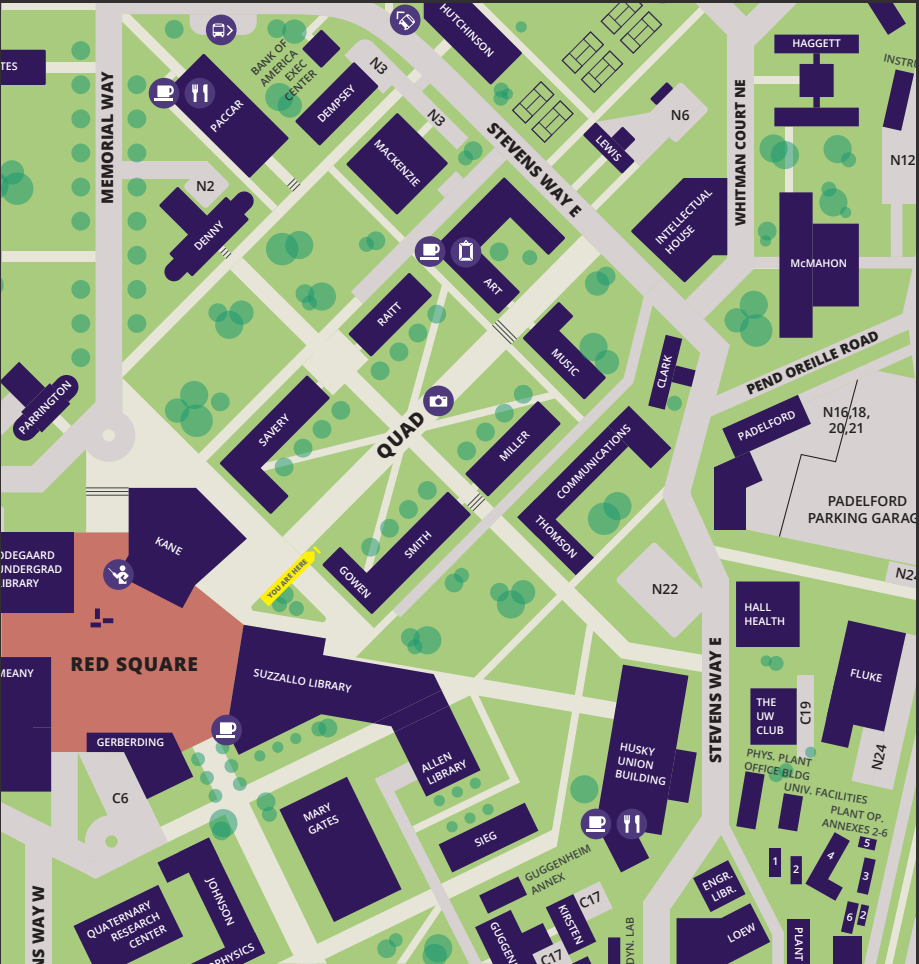 HUTCHINSON
HAGGETT
BANK OF
AMERICA
EXEC
CENTER
N3
TES
INSTRU
PACCAR
DEMPSEY
N3
N6
MEMORIAL WAY
STEVENS WAY E
WHITMAN COURT NE
MACKENZIE
LEWIS
N12
N2
DENNY
INTELLECTUAL
HOUSE
McMAHON
ART
RAITT
MUSIC
CLARK
PEND OREILLE ROAD
PARRINGTON
SAVERY
QUAD
MILLER
COMMUNICATIONS
PADELFORD
N16,18,
20,21
PADELFORD
PARKING GARAG
KANE
SMITH
THOMSON
ODEGAARD
UNDERGRAD
LIBRARY
YOU ARE HERE
GOWEN
N22
N24
HALL
HEALTH
RED SQUARE
MEANY
SUZZALLO LIBRARY
STEVENS WAY E
FLUKE
THE
UW
CLUB
C19
GERBERDING
HUSKY
UNION
BUILDING
N24
ALLEN
LIBRARY
PHYS. PLANT
OFFICE BLDG
UNIV. FACILITIES
PLANT OP.
ANNEXES 2-6
C6
MARY
GATES
SIEG
5
4
1
2
3
GUGGENHEIM
ANNEX
ENGR.
LIBR.
JOHNSON
C17
KIRSTEN
6
2
QUATERNARY
RESEARCH
CENTER
GUGGEN
LOEW
PLANT
DYN. LAB
NS WAY W
OPHYSICS
C17